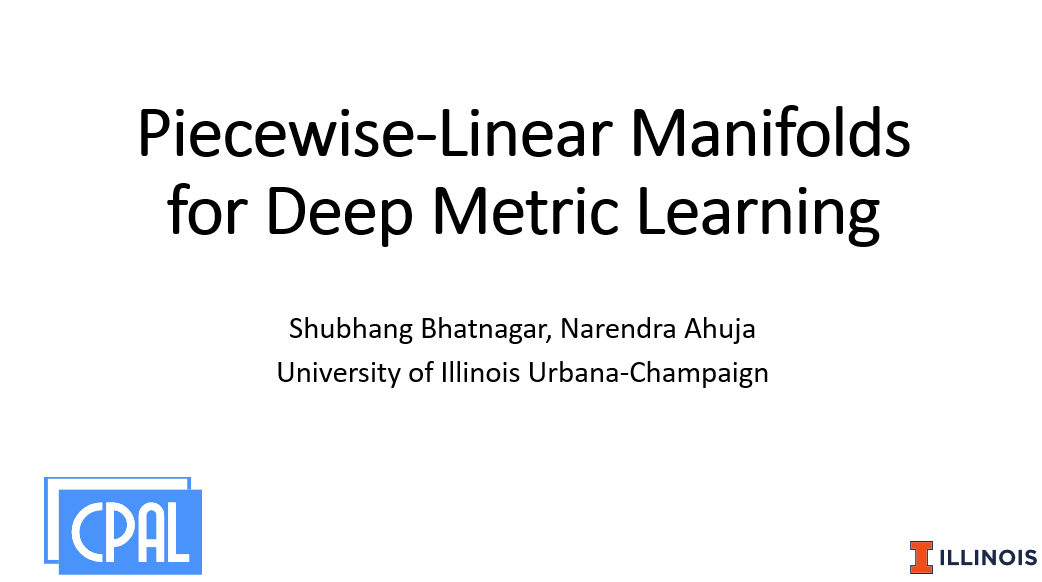 Piecewise-Linear Manifolds
for Deep Metric Learning
Shubhang Bhatnagar, Narendra Ahuja
University of Illinois Urbana-Champaign
CPAL
ILLINOIS